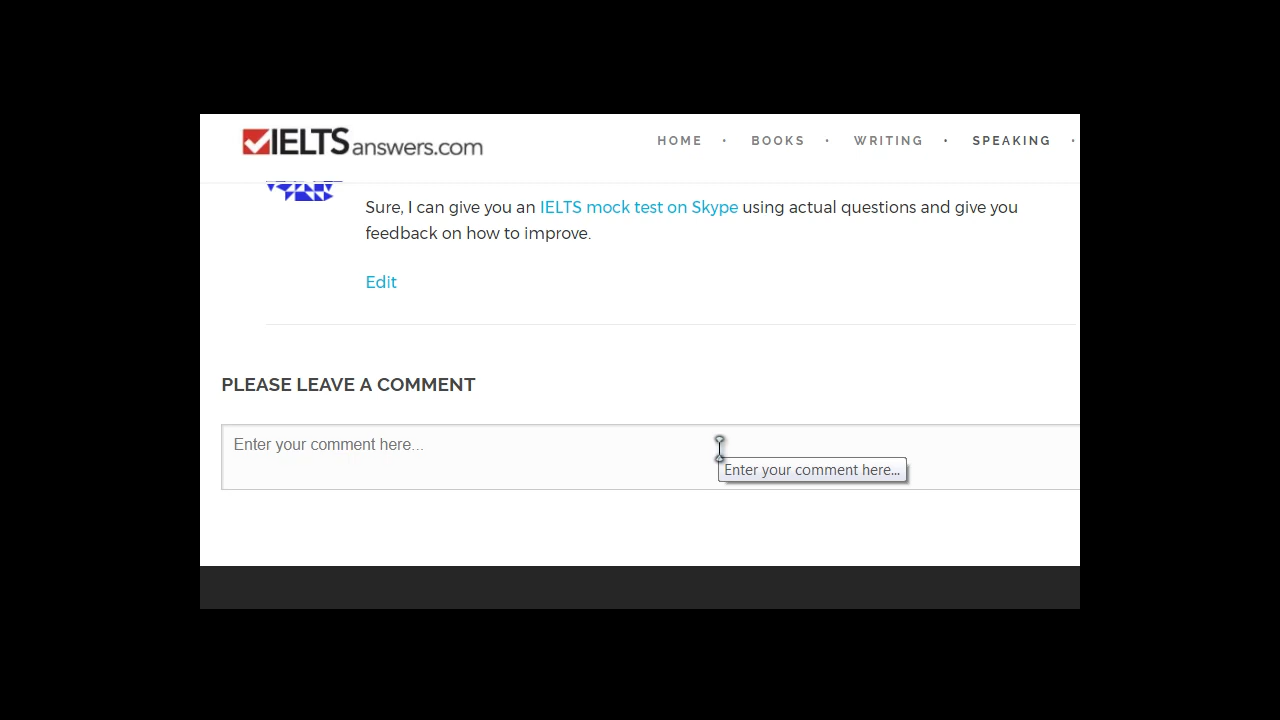 IELTSanswers.com
HOME • BOOKS • WRITING • SPEAKING •
Sure, I can give you an IELTS mock test on Skype using actual questions and give you
feedback on how to improve.
Edit
PLEASE LEAVE A COMMENT
Enter your comment here...
Enter your comment here...